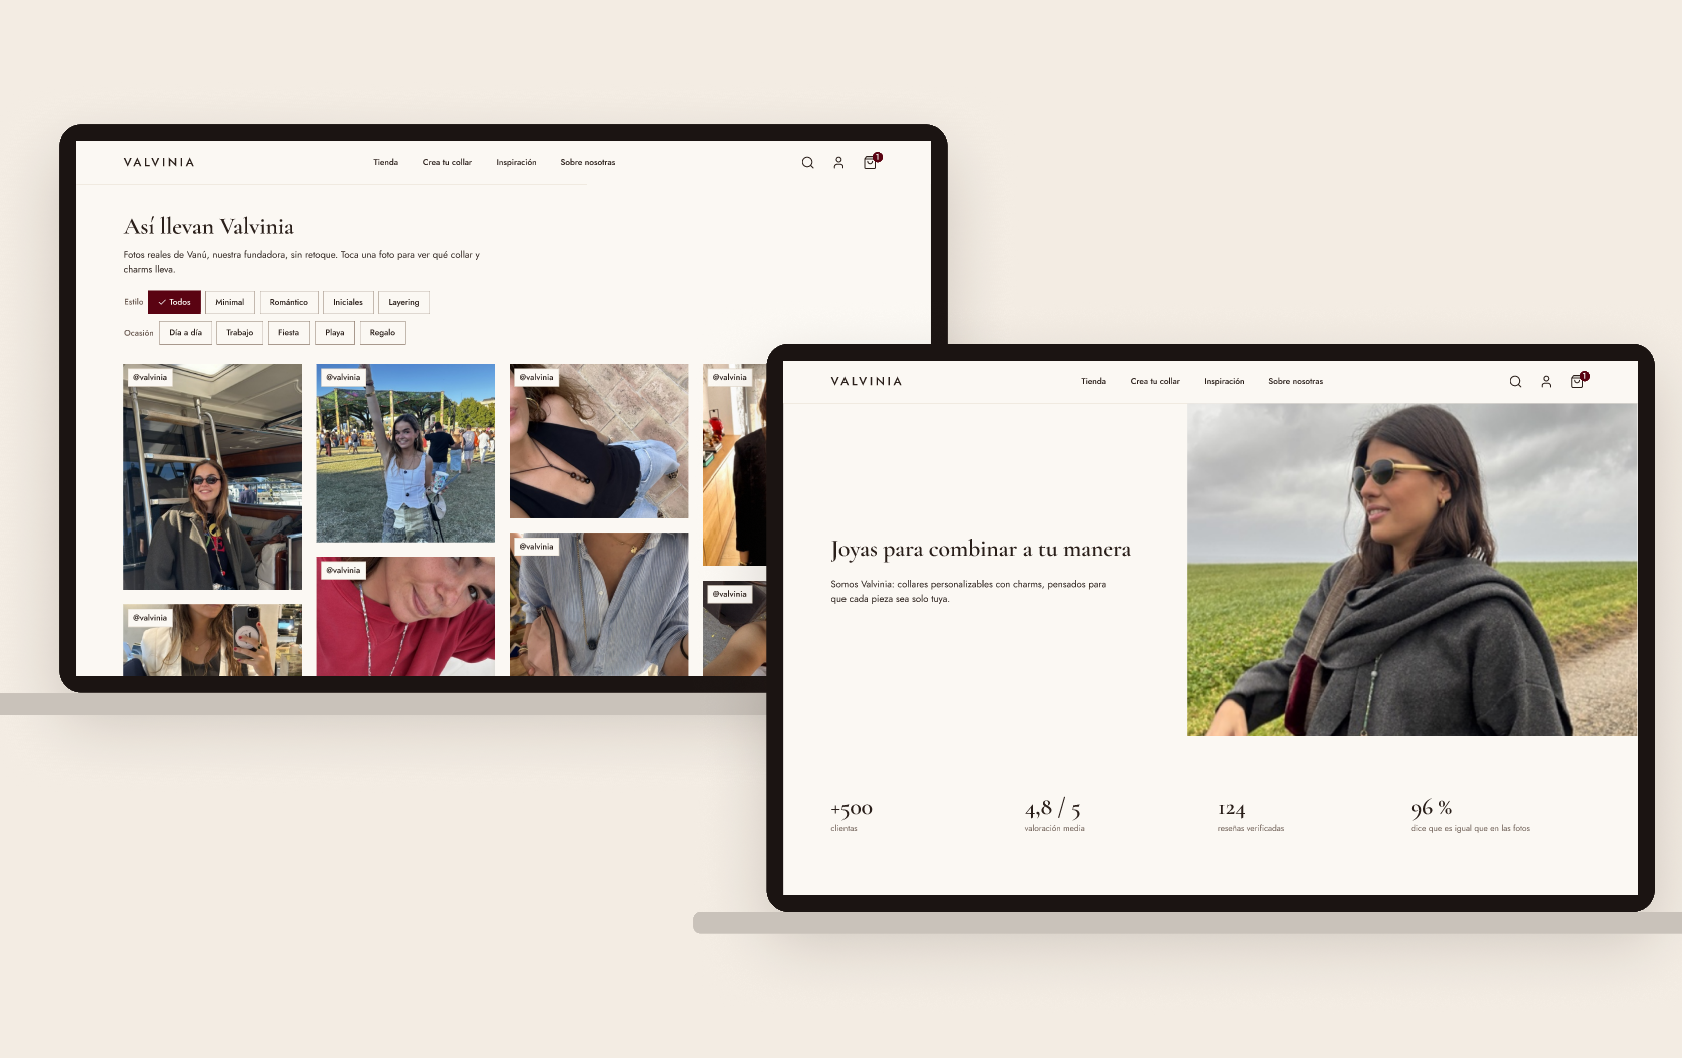 VALVINIA
Tienda Crea tu collar Inspiración Sobre nosotras
1
Así llevan Valvinia
Fotos reales de Vanú, nuestra fundadora, sin retoque. Toca una foto para ver qué collar y
charms lleva.
Estilo Todos Minimal Romántico Iniciales Layering
Ocasión Día a día Trabajo Fiesta Playa Regalo
@valvinia @valvinia @valvinia @valvinia
@valvinia
@valvinia
@valvinia
@valvinia
VALVINIA
Tienda Crea tu collar Inspiración Sobre nosotras
1
Joyas para combinar a tu manera
Somos Valvinia: collares personalizables con charms, pensados para
que cada pieza sea solo tuya.
+500 4,8 / 5 124 96 %
clientas valoración media reseñas verificadas dice que es igual que en las fotos